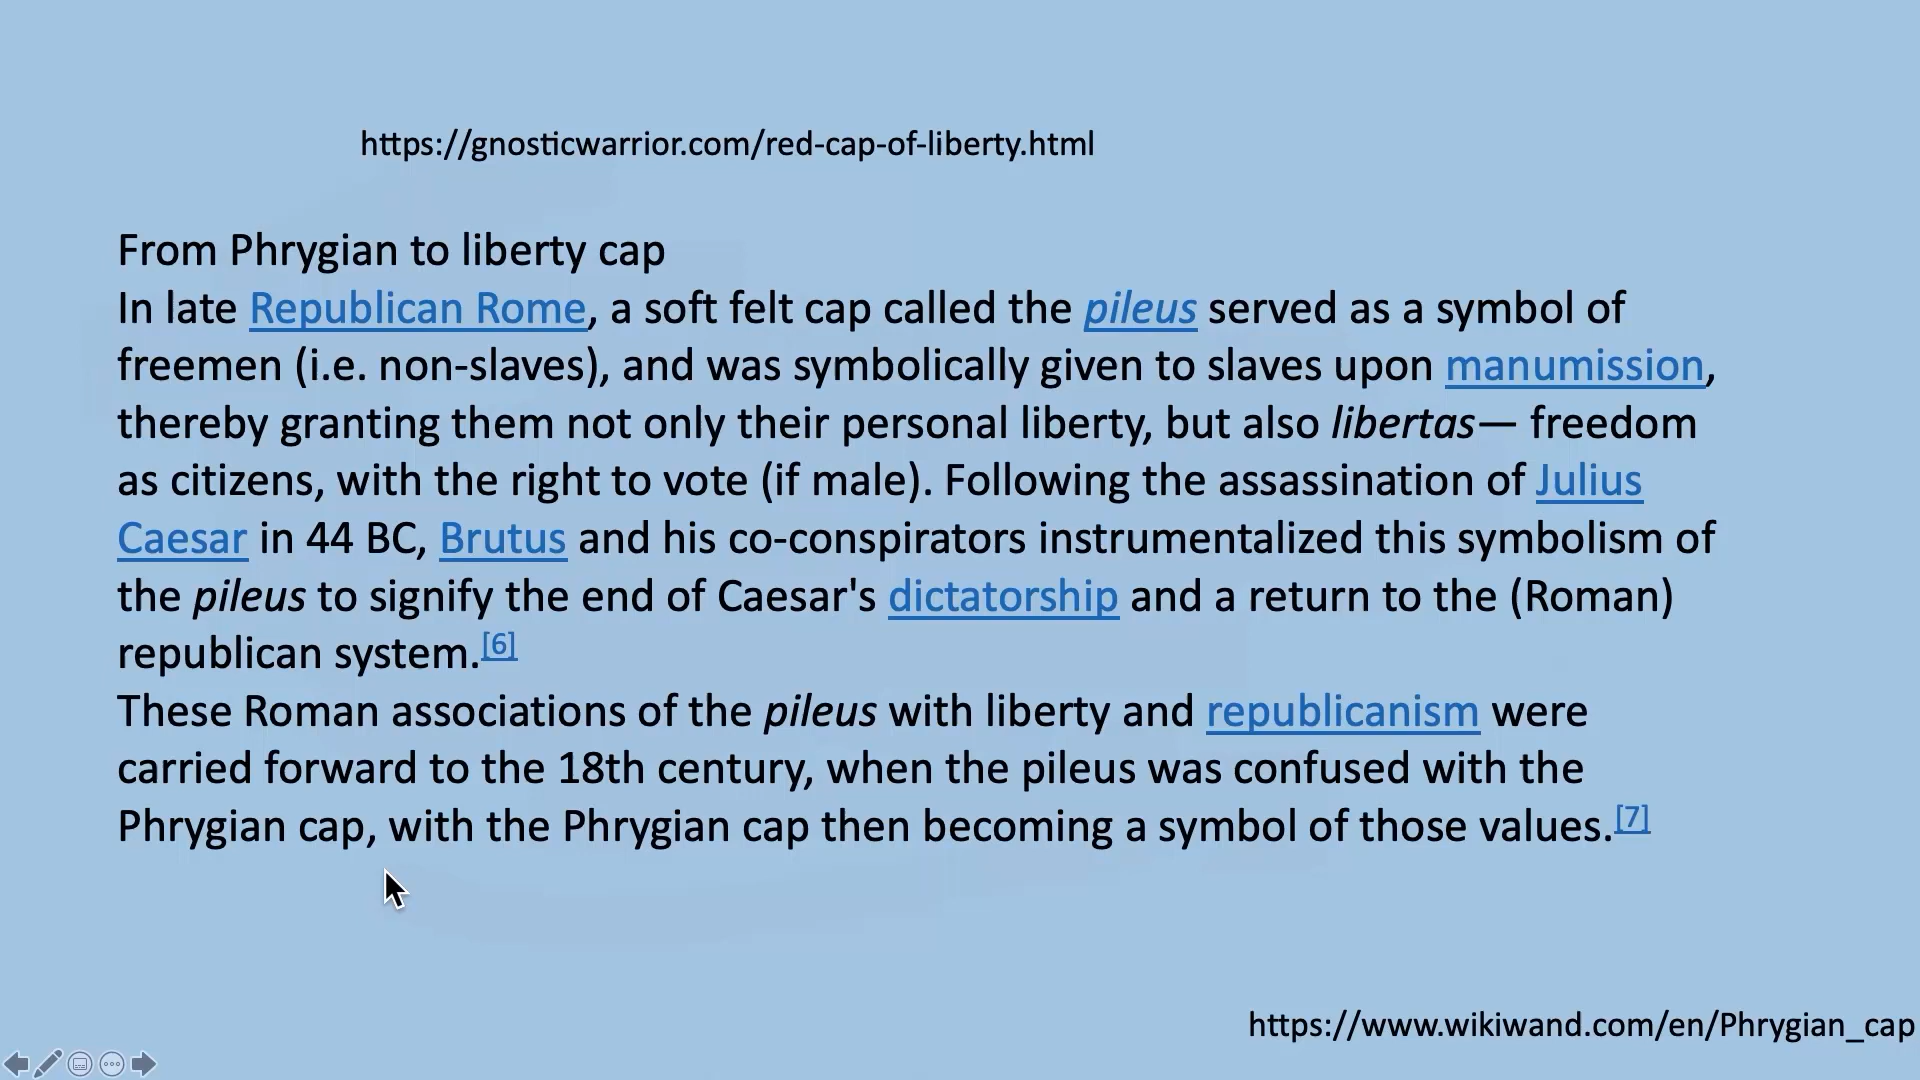 https://gnosticwarrior.com/red-cap-of-liberty.html
From Phrygian to liberty cap
In late Republican Rome, a soft felt cap called the pileus served as a symbol of
freemen (i.e. non-slaves), and was symbolically given to slaves upon manumission,
thereby granting them not only their personal liberty, but also libertas— freedom
as citizens, with the right to vote (if male). Following the assassination of Julius
Caesar in 44 BC, Brutus and his co-conspirators instrumentalized this symbolism of
the pileus to signify the end of Caesar's dictatorship and a return to the (Roman)
republican system.[6]
These Roman associations of the pileus with liberty and republicanism were
carried forward to the 18th century, when the pileus was confused with the
Phrygian cap, with the Phrygian cap then becoming a symbol of those values.[7]
https://www.wikiwand.com/en/Phrygian_cap